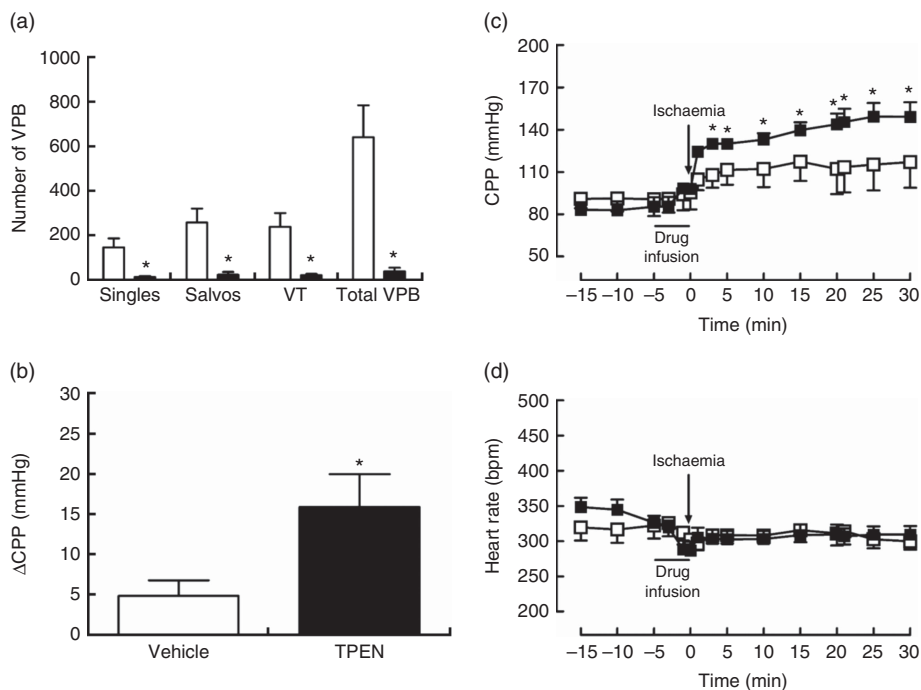 (a)
1000
800
600
400
200
0
Number of VPB
* * * *
Singles Salvos VT Total VPB
(b)
30
25
20
15
10
5
0
ΔCPP (mmHg)
*
Vehicle TPEN
(c)
200
170
140
110
80
50
CPP (mmHg)
Ischaemia
* * * * * * * *
Drug
infusion
–15 –10 –5 0 5 10 15 20 25 30
Time (min)
(d)
500
450
400
350
300
250
200
Heart rate (bpm)
Ischaemia
Drug
infusion
–15 –10 –5 0 5 10 15 20 25 30
Time (min)